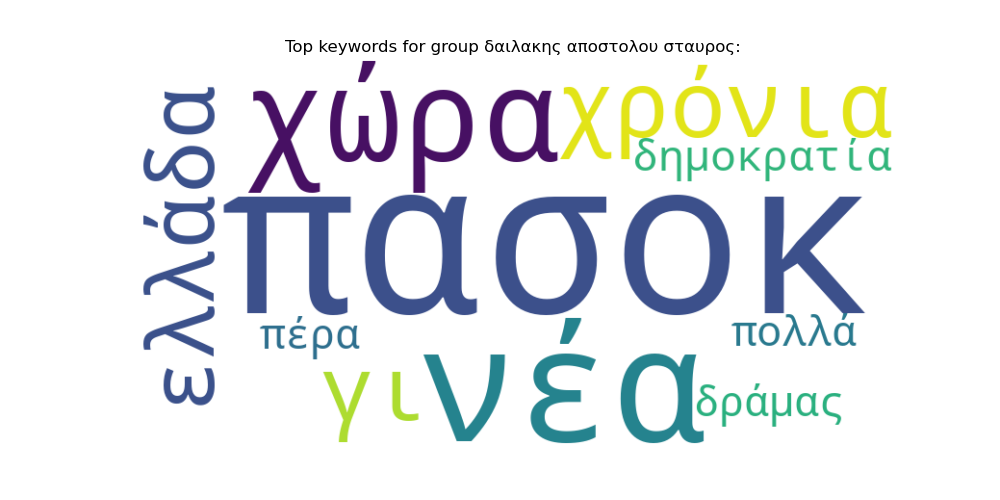 Top keywords for group δαιλακης αποστολου σταυρος:
ελλάδα
χώρα
χρόνια
δημοκρατία
πασοκ
πέρα
πολλά
γι
νέα
δράμας